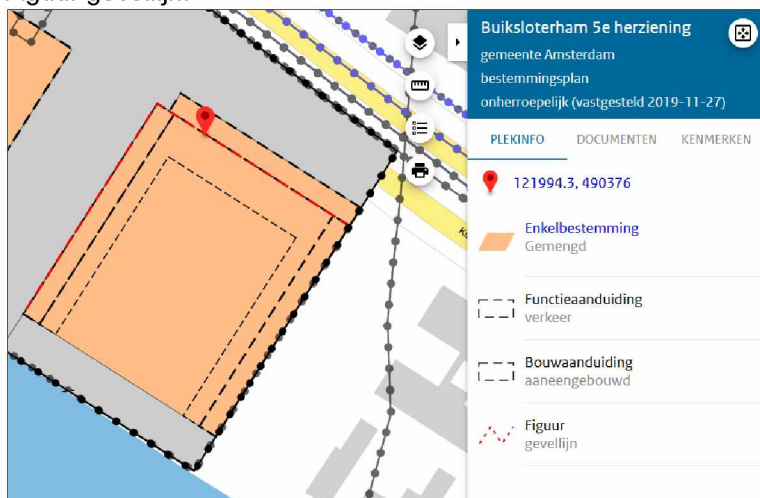 Buiksloterham 5e herziening
gemeente Amsterdam
bestemmingsplan
onherroepelijk (vastgesteld 2019-11-27)
PLEKINFO DOCUMENTEN KENMERKEN
121994.3, 490376
Enkelbestemming
Gemengd
Functieaanduiding
verkeer
Bouwaanduiding
aaneengebouwd
Figuur
gevellijn